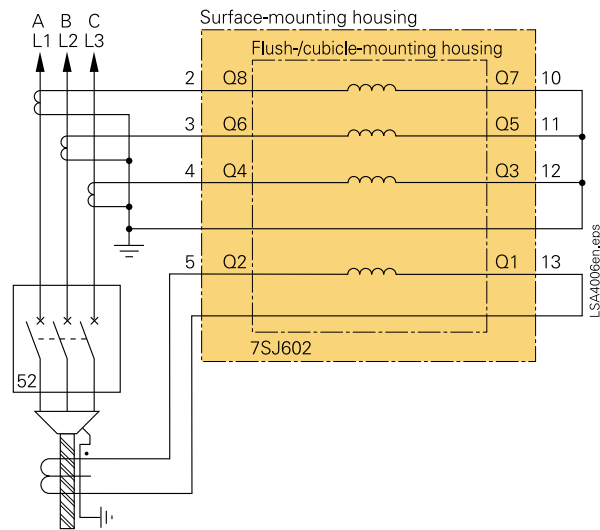 Surface-mounting housing
A B C
L1 L2 L3
Flush-/cubicle-mounting housing
2 Q8 Q7 10
3 Q6 Q5 11
4 Q4 Q3 12
5 Q2 Q1 13
7SJ602
52
LSA4006en.eps